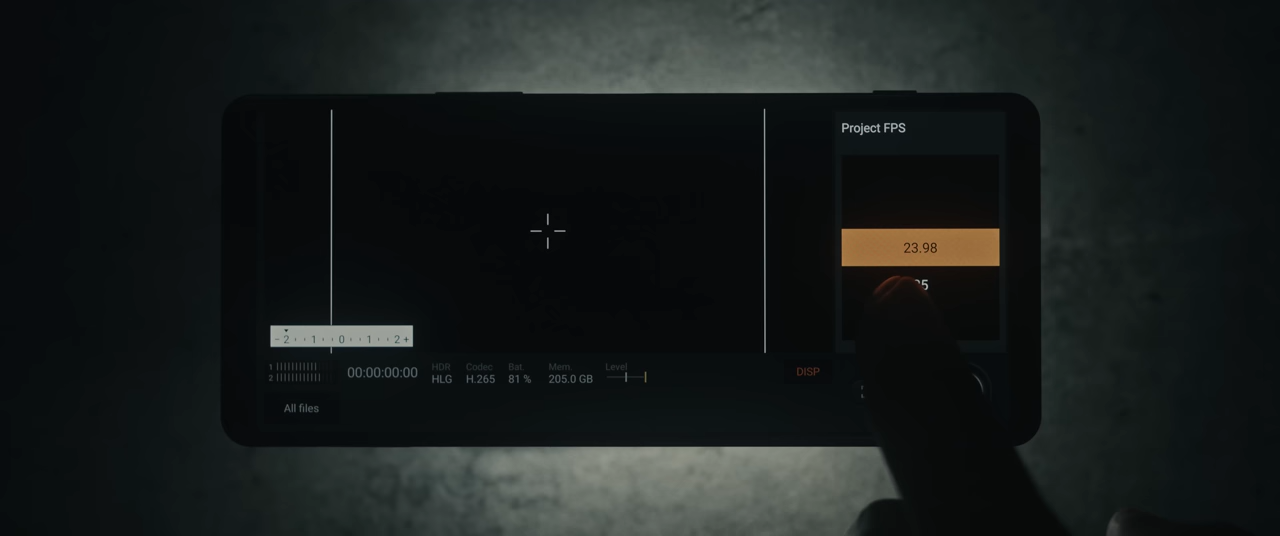 Project FPS
23.98
- 2 1 0 1 2 +
1
2
00:00:00:00
HDR
HLG
Codec
H.265
Bat.
81 %
Mem.
205.0 GB
Level
DISP
All files